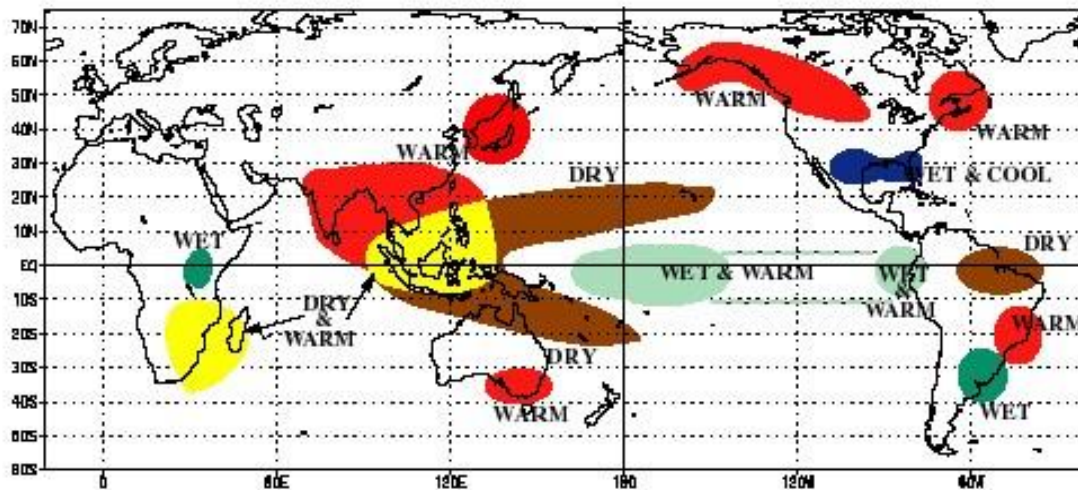 70N
60N
50N
WARM
WARM
40N
WARM
30N
DRY
WET & COOL
20N
10N
WET
DRY
EQ
WET & WARM
WET
&
WARM
10S
DRY
&
WARM
20S
WARM
30S
DRY
40S
WARM
WET
50S
60S
70S
80S
0
60E
120E
180
120W
60W